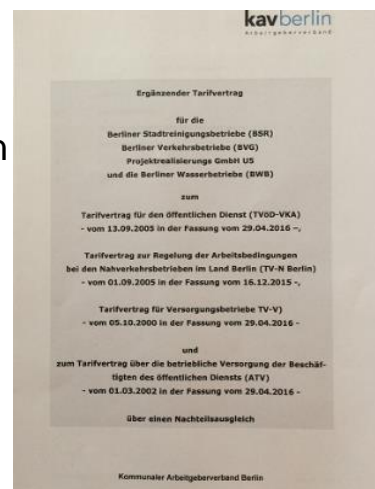 kavberlin
Arbeitgeberverband
n
Ergänzender Tarifvertrag
für die
Berliner Stadtreinigungsbetriebe (BSR)
Berliner Verkehrsbetriebe (BVG)
Projektrealisierungs GmbH U5
und die Berliner Wasserbetriebe (BWB)
zum
Tarifvertrag für den öffentlichen Dienst (TVöD-VKA)
- vom 13.09.2005 in der Fassung vom 29.04.2016 –,
Tarifvertrag zur Regelung der Arbeitsbedingungen
bei den Nahverkehrsbetrieben im Land Berlin (TV-N Berlin)
- vom 01.09.2005 in der Fassung vom 16.12.2015 -,
Tarifvertrag für Versorgungsbetriebe TV-V)
- vom 05.10.2000 in der Fassung vom 29.04.2016 -
und
zum Tarifvertrag über die betriebliche Versorgung der Beschäf-
tigten des öffentlichen Diensts (ATV)
- vom 01.03.2002 in der Fassung vom 29.04.2016 -
über einen Nachteilsausgleich
Kommunaler Arbeitgeberverband Berlin